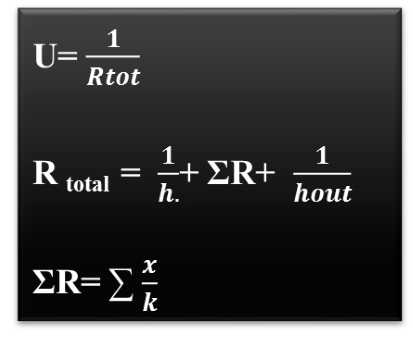 U= 1/Rtot
R total = 1/h. + ΣR+ 1/hout
ΣR= ∑ x/k